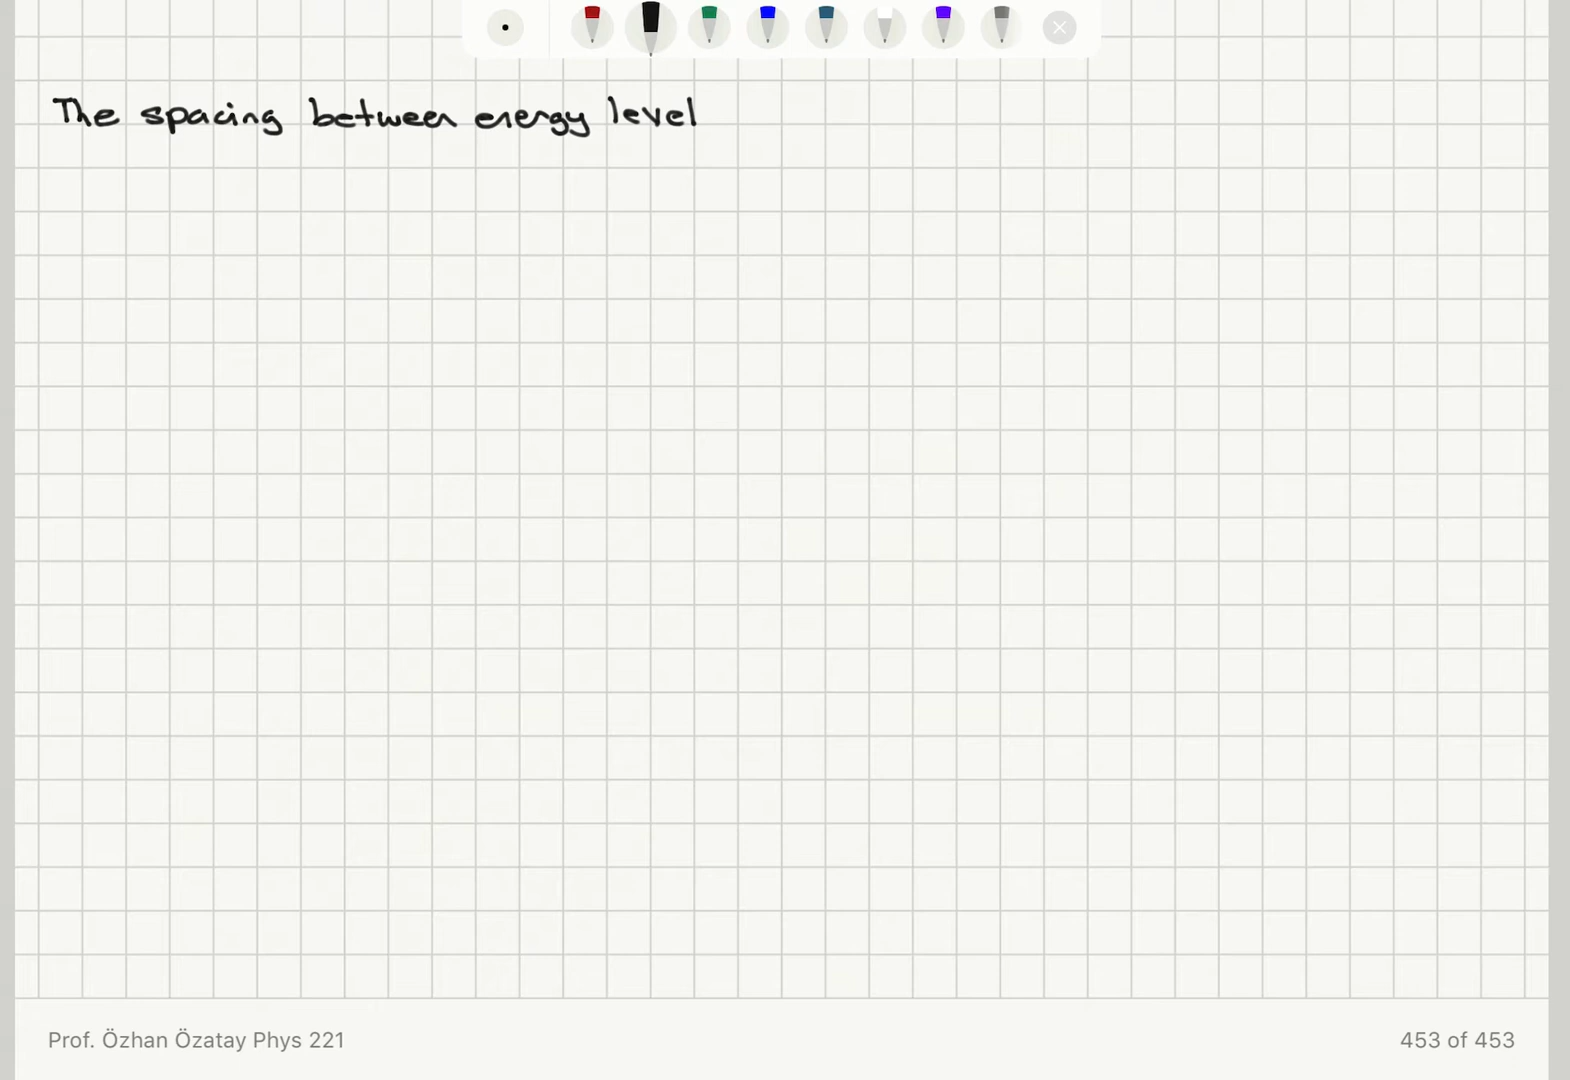 The spacing between energy level
Prof. Özhan Özatay Phys 221
453 of 453